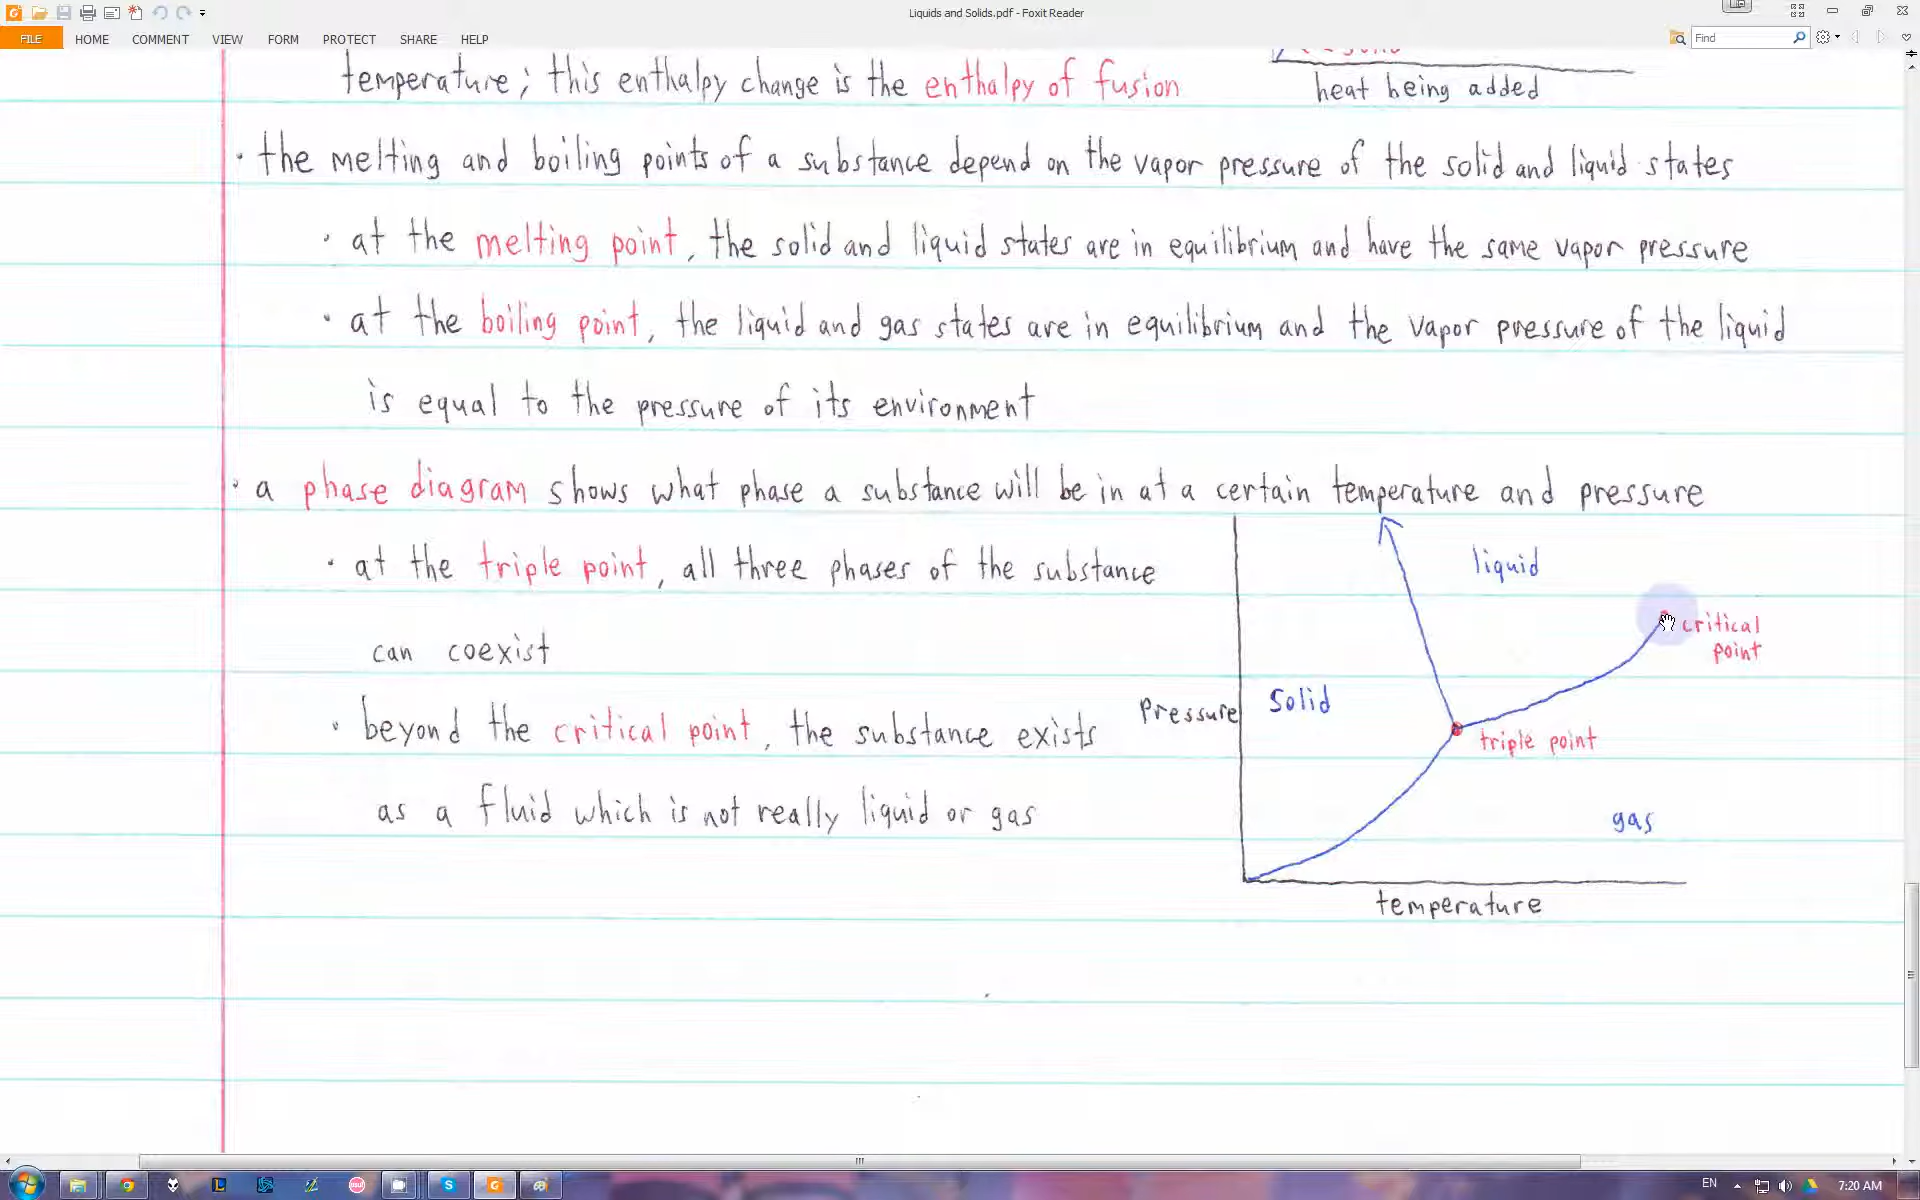 Liquids and Solids.pdf - Foxit Reader
FILE HOME COMMENT VIEW FORM PROTECT SHARE HELP
Find
temperature; this enthalpy change is the enthalpy of fusion
heat being added
· the melting and boiling points of a substance depend on the vapor pressure of the solid and liquid states
· at the melting point, the solid and liquid states are in equilibrium and have the same vapor pressure
· at the boiling point, the liquid and gas states are in equilibrium and the vapor pressure of the liquid
is equal to the pressure of its environment
· a phase diagram shows what phase a substance will be in at a certain temperature and pressure
· at the triple point, all three phases of the substance
can coexist
· beyond the critical point, the substance exists
as a fluid which is not really liquid or gas
liquid
critical
point
Solid
Pressure
triple point
gas
temperature
EN
7:20 AM